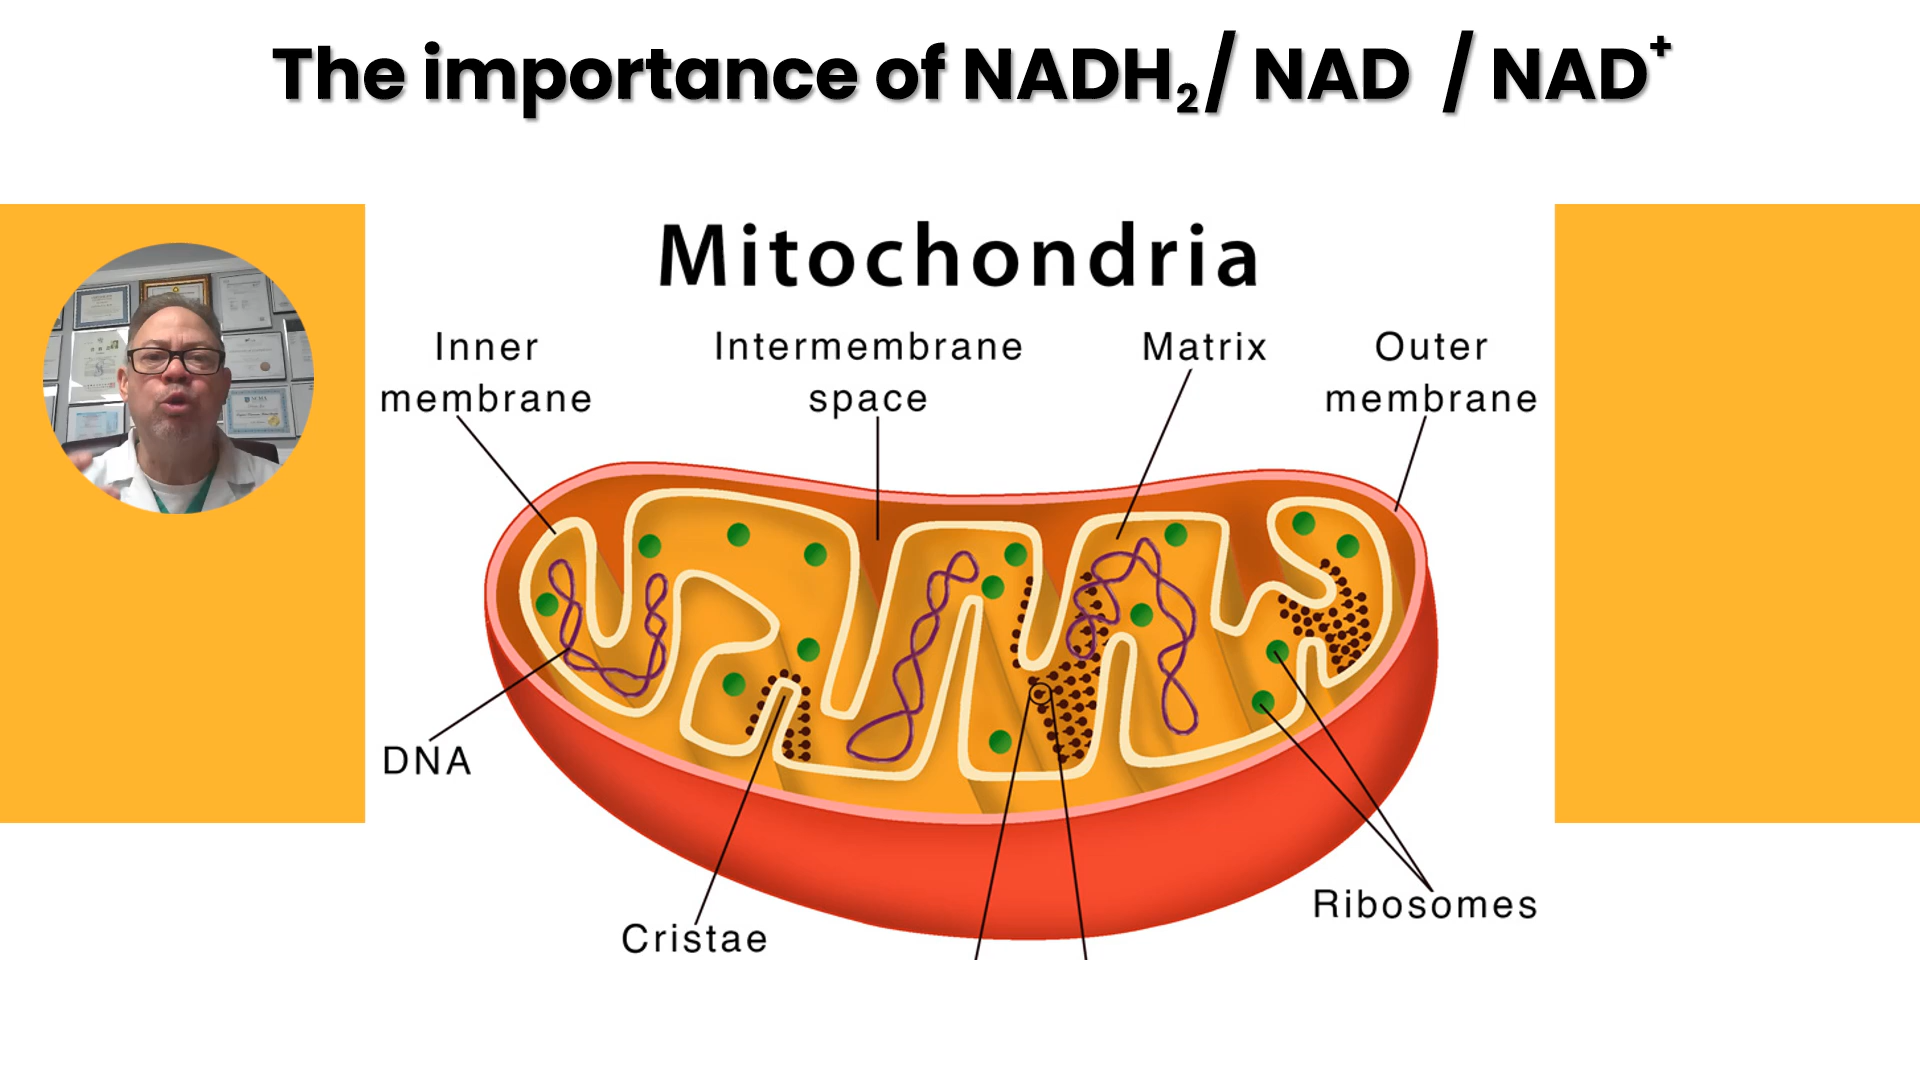 The importance of NADH₂/ NAD / NAD⁺
Mitochondria
Inner
membrane
Intermembrane
space
Matrix
Outer
membrane
DNA
Cristae
Ribosomes